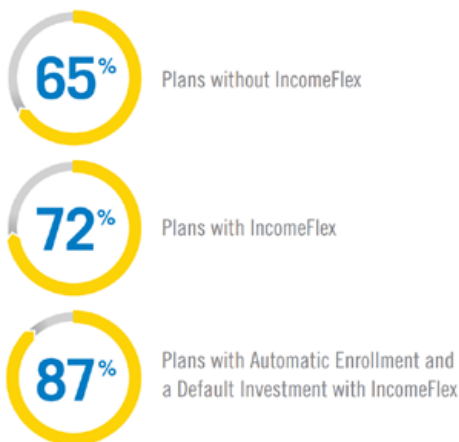 65%
Plans without IncomeFlex
72%
Plans with IncomeFlex
87%
Plans with Automatic Enrollment and
a Default Investment with IncomeFlex